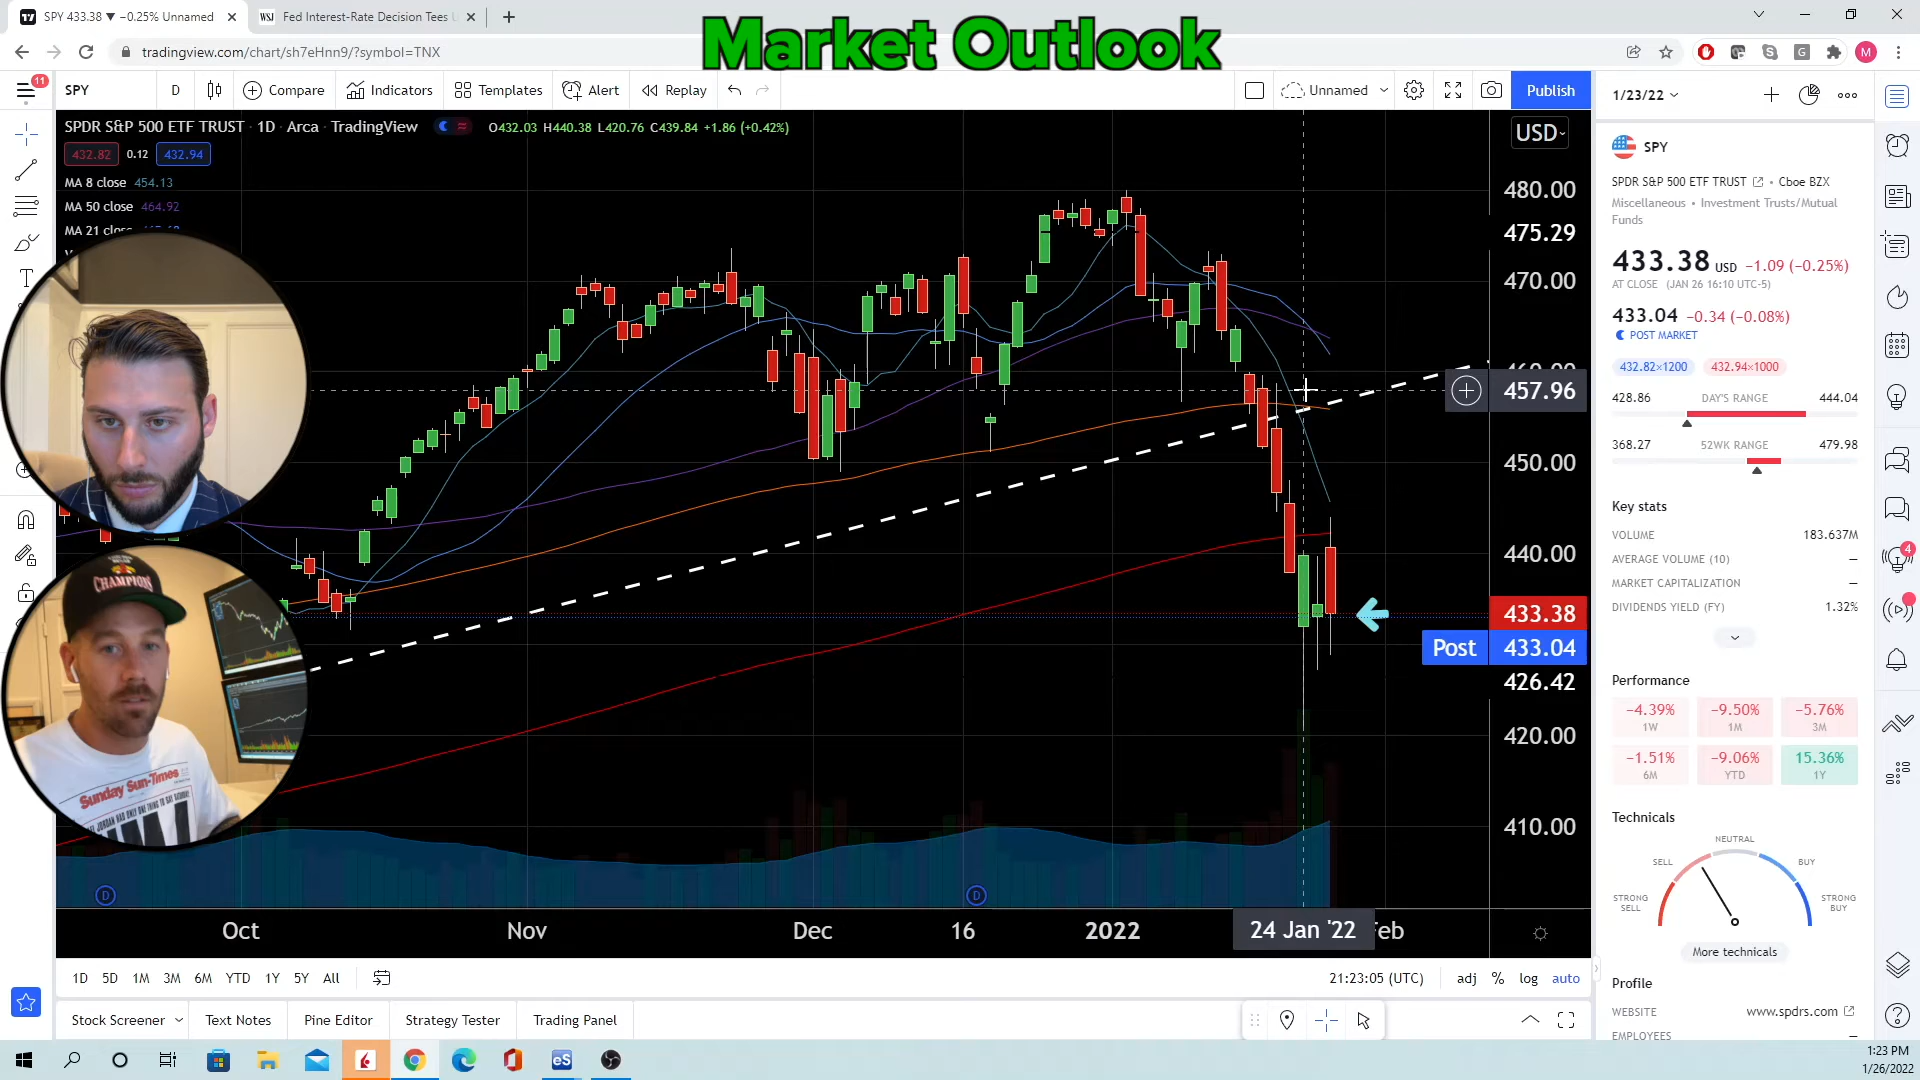 SPY 433.38 ▼ −0.25% Unnamed
WSJ Fed Interest-Rate Decision Tees
Market Outlook
tradingview.com/chart/sh7eHnn9/?symbol=TNX
M
11
SPY D Compare Indicators Templates Alert Replay Unnamed Publish
SPDR S&P 500 ETF TRUST · 1D · Arca · TradingView O432.03 H440.38 L420.76 C439.84 +1.86 (+0.42%)
432.82 0.12 432.94
MA 8 close 454.13
MA 50 close 464.92
MA 21 close
USD
480.00
475.29
470.00
460.00
457.96
450.00
440.00
433.38
Post 433.04
426.42
420.00
410.00
D D
Oct Nov Dec 16 2022 24 Jan '22 Feb
1D 5D 1M 3M 6M YTD 1Y 5Y All
21:23:05 (UTC) adj % log auto
Stock Screener Text Notes Pine Editor Strategy Tester Trading Panel
1/23/22
SPY
SPDR S&P 500 ETF TRUST • Cboe BZX
Miscellaneous • Investment Trusts/Mutual
Funds
433.38 USD −1.09 (−0.25%)
AT CLOSE (JAN 26 16:10 UTC-5)
433.04 −0.34 (−0.08%)
POST MARKET
432.82×1200 432.94×1000
428.86 DAY'S RANGE 444.04
368.27 52WK RANGE 479.98
Key stats
VOLUME 183.637M
AVERAGE VOLUME (10) —
MARKET CAPITALIZATION —
DIVIDENDS YIELD (FY) 1.32%
Performance
−4.39% −9.50% −5.76%
1W 1M 3M
−1.51% −9.06% 15.36%
6M YTD 1Y
Technicals
NEUTRAL
SELL BUY
STRONG SELL STRONG BUY
More technicals
Profile
WEBSITE www.spdrs.com
EMPLOYEES —
4
CHAMPIONS
Sunday Sun-Times
eS
1:23 PM
1/26/2022